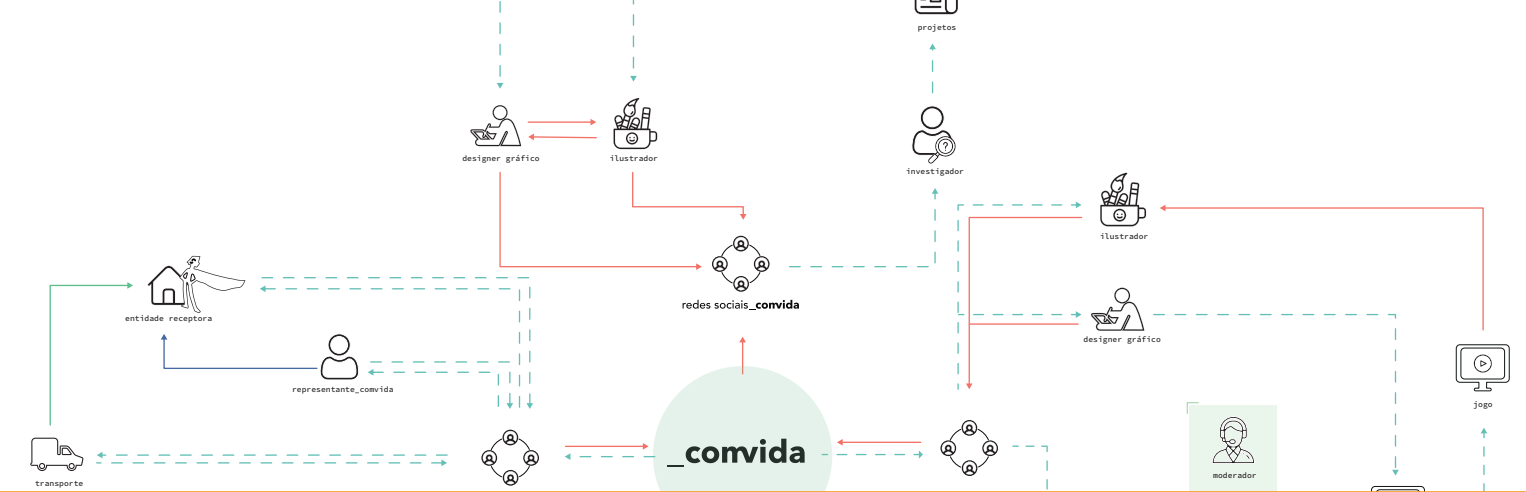 projetos
designer gráfico
ilustrador
investigador
ilustrador
redes sociais_convida
entidade receptora
designer gráfico
representante_comvida
jogo
_comvida
moderador
transporte